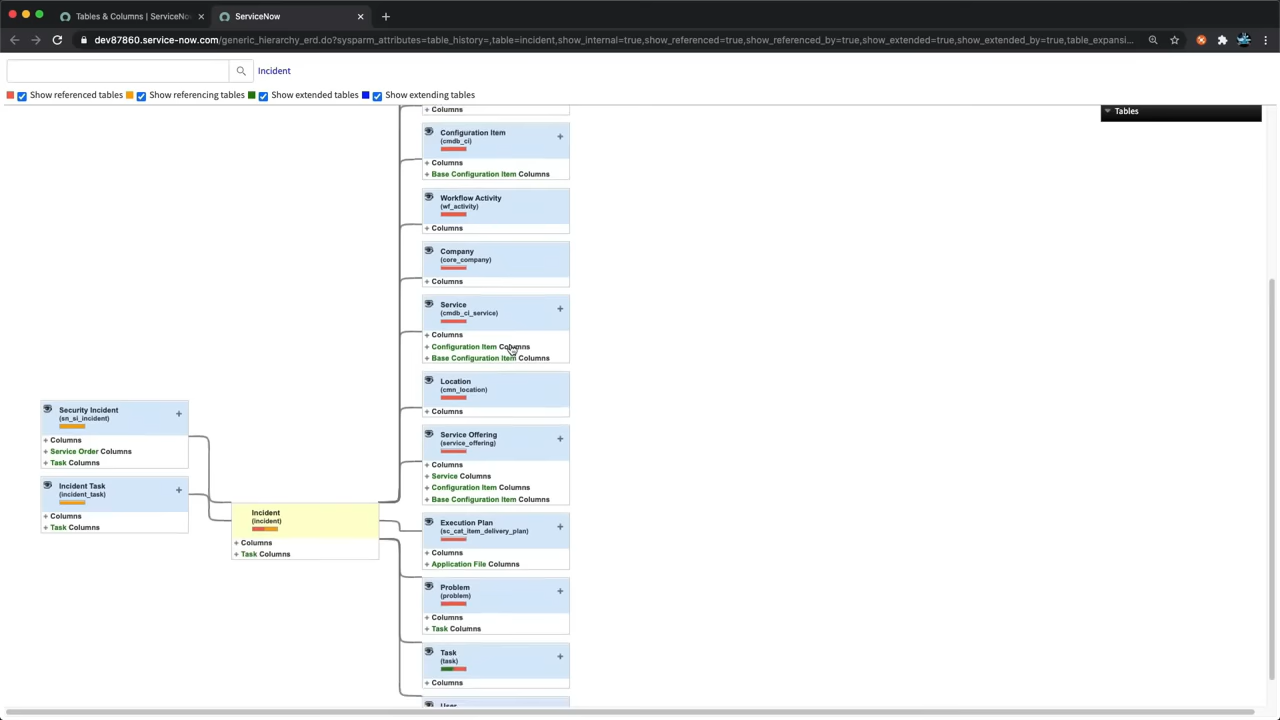 Tables & Columns | ServiceNow
ServiceNow
dev87860.service-now.com/generic_hierarchy_erd.do?sysparm_attributes=table_history=,table=incident,show_internal=true,show_referenced=true,show_referenced_by=true,show_extended=true,show_extended_by=true,table_expansi...
Incident
Show referenced tables
Show referencing tables
Show extended tables
Show extending tables
Tables
Columns
Configuration Item
(cmdb_ci)
Columns
Base Configuration Item Columns
Workflow Activity
(wf_activity)
Columns
Company
(core_company)
Columns
Service
(cmdb_ci_service)
Columns
Configuration Item Columns
Base Configuration Item Columns
Location
(cmn_location)
Columns
Service Offering
(service_offering)
Columns
Service Columns
Configuration Item Columns
Base Configuration Item Columns
Execution Plan
(sc_cat_item_delivery_plan)
Columns
Application File Columns
Problem
(problem)
Columns
Task Columns
Task
(task)
Columns
User
Security Incident
(sn_si_incident)
Columns
Service Order Columns
Task Columns
Incident Task
(incident_task)
Columns
Task Columns
Incident
(incident)
Columns
Task Columns